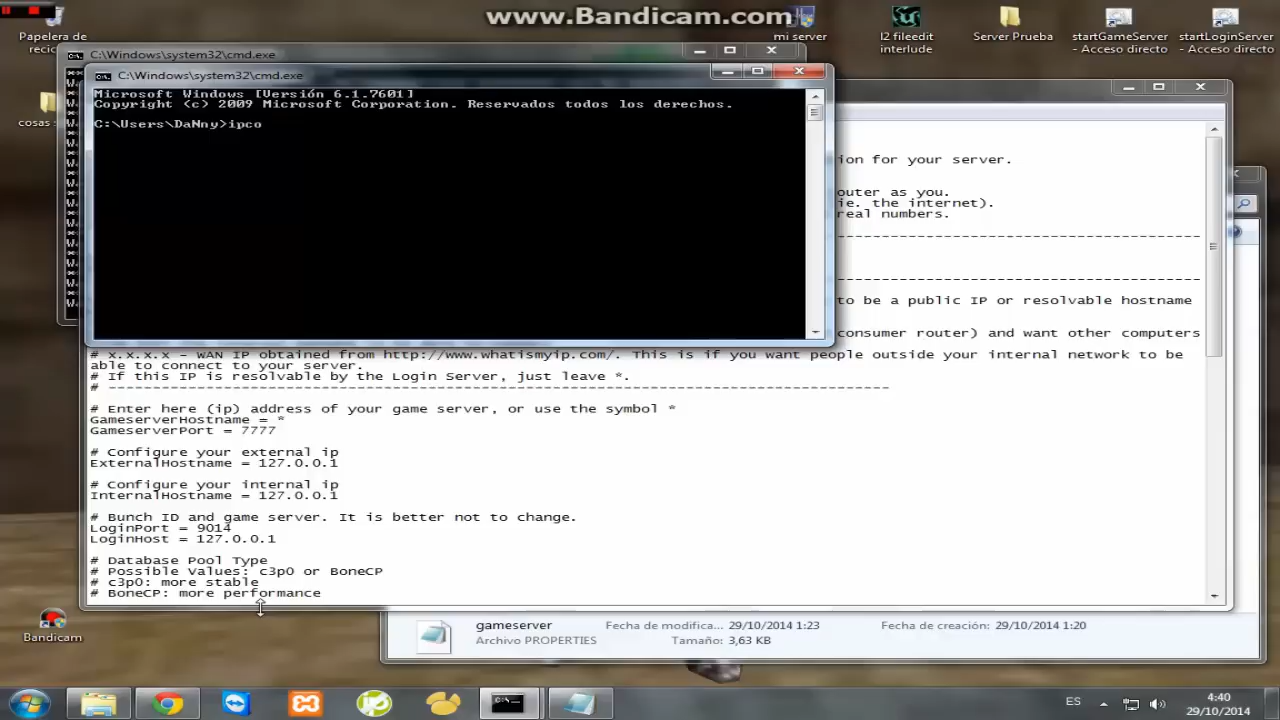 www.Bandicam.com
Papelera de
mi server
l2 fileedit
interlude
Server Prueba
startGameServer
- Acceso directo
startLoginServer
- Acceso directo
C:\Windows\system32\cmd.exe
C:\Windows\system32\cmd.exe
Microsoft Windows [Versión 6.1.7601]
Copyright (c) 2009 Microsoft Corporation. Reservados todos los derechos.
C:\Users\DaNny>ipco
ion for your server.
outer as you.
ie. the internet).
real numbers.
to be a public IP or resolvable hostname
consumer router) and want other computers
# x.x.x.x - WAN IP obtained from http://www.whatismyip.com/. This is if you want people outside your internal network to be
able to connect to your server.
# If this IP is resolvable by the Login Server, just leave *.
# ------------------------------------------------------------------------------------------
# Enter here (ip) address of your game server, or use the symbol *
GameserverHostname = *
GameserverPort = 7777
# Configure your external ip
ExternalHostname = 127.0.0.1
# Configure your internal ip
InternalHostname = 127.0.0.1
# Bunch ID and game server. It is better not to change.
LoginPort = 9014
LoginHost = 127.0.0.1
# Database Pool Type
# Possible Values: c3p0 or BoneCP
# c3p0: more stable
# BoneCP: more performance
cosas
Bandicam
gameserver
Archivo PROPERTIES
Fecha de modifica... 29/10/2014 1:23
Tamaño: 3,63 KB
Fecha de creación: 29/10/2014 1:20
ES
4:40
29/10/2014